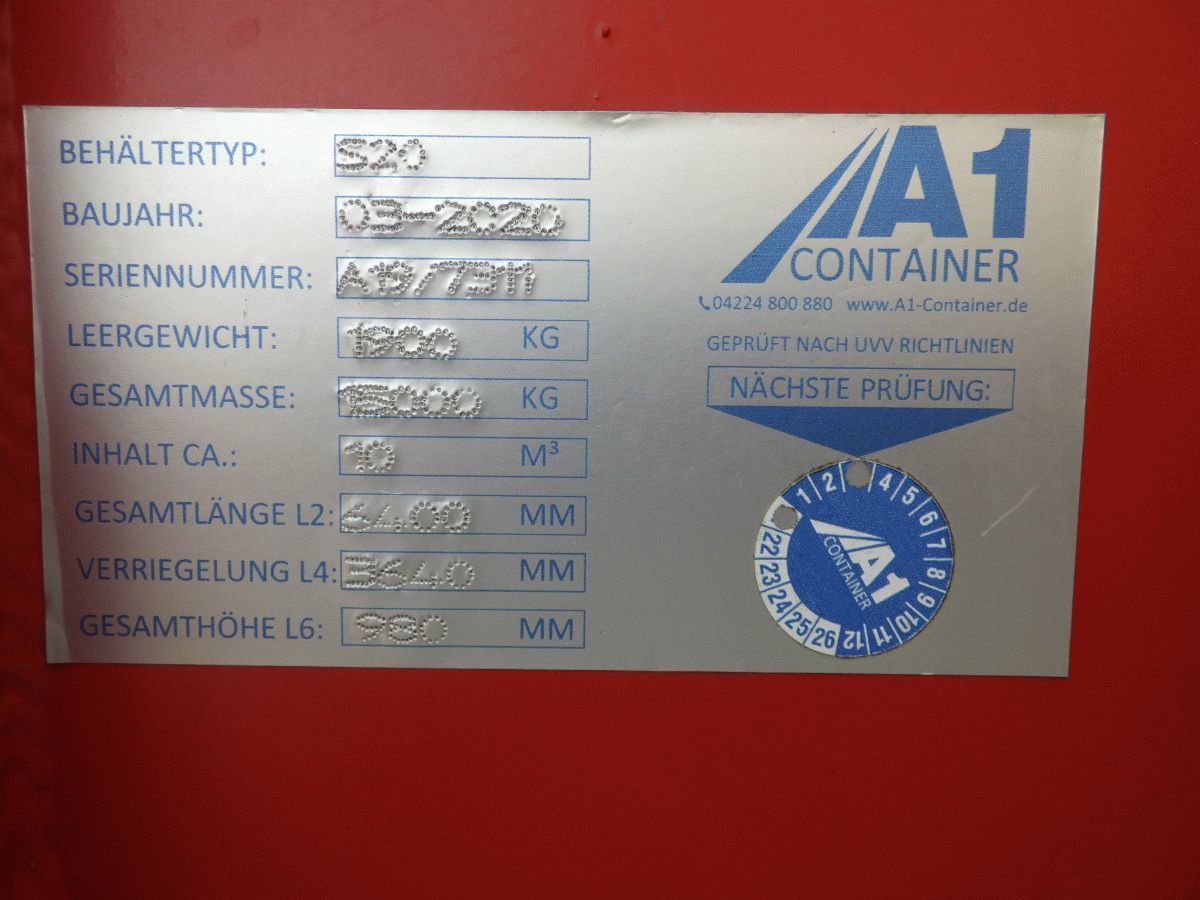 BEHÄLTERTYP: S20
BAUJAHR: 03-2020
SERIENNUMMER:
LEERGEWICHT: 1900 KG
GESAMTMASSE: 15000 KG
INHALT CA.: 10 M³
GESAMTLÄNGE L2: 6400 MM
VERRIEGELUNG L4: 3640 MM
GESAMTHÖHE L6: 980 MM
A1
CONTAINER
04224 800 880 www.A1-Container.de
GEPRÜFT NACH UVV RICHTLINIEN
NÄCHSTE PRÜFUNG:
1 2 4 5 6 7 8 9 10 11 12
22 23 24 25 26
A1
CONTAINER